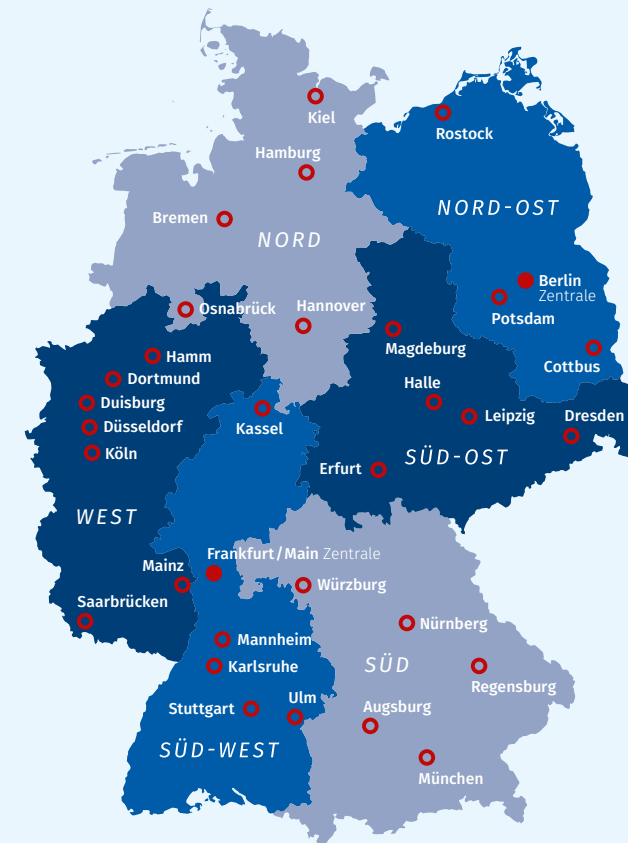 Kiel
Rostock
Hamburg
NORD-OST
Bremen
NORD
Berlin
Zentrale
Osnabrück
Hannover
Potsdam
Magdeburg
Hamm
Cottbus
Dortmund
Halle
Duisburg
Leipzig
Dresden
Düsseldorf
Kassel
Köln
SÜD-OST
Erfurt
WEST
Frankfurt/Main Zentrale
Mainz
Würzburg
Saarbrücken
Nürnberg
Mannheim
SÜD
Karlsruhe
Regensburg
Ulm
Augsburg
Stuttgart
SÜD-WEST
München